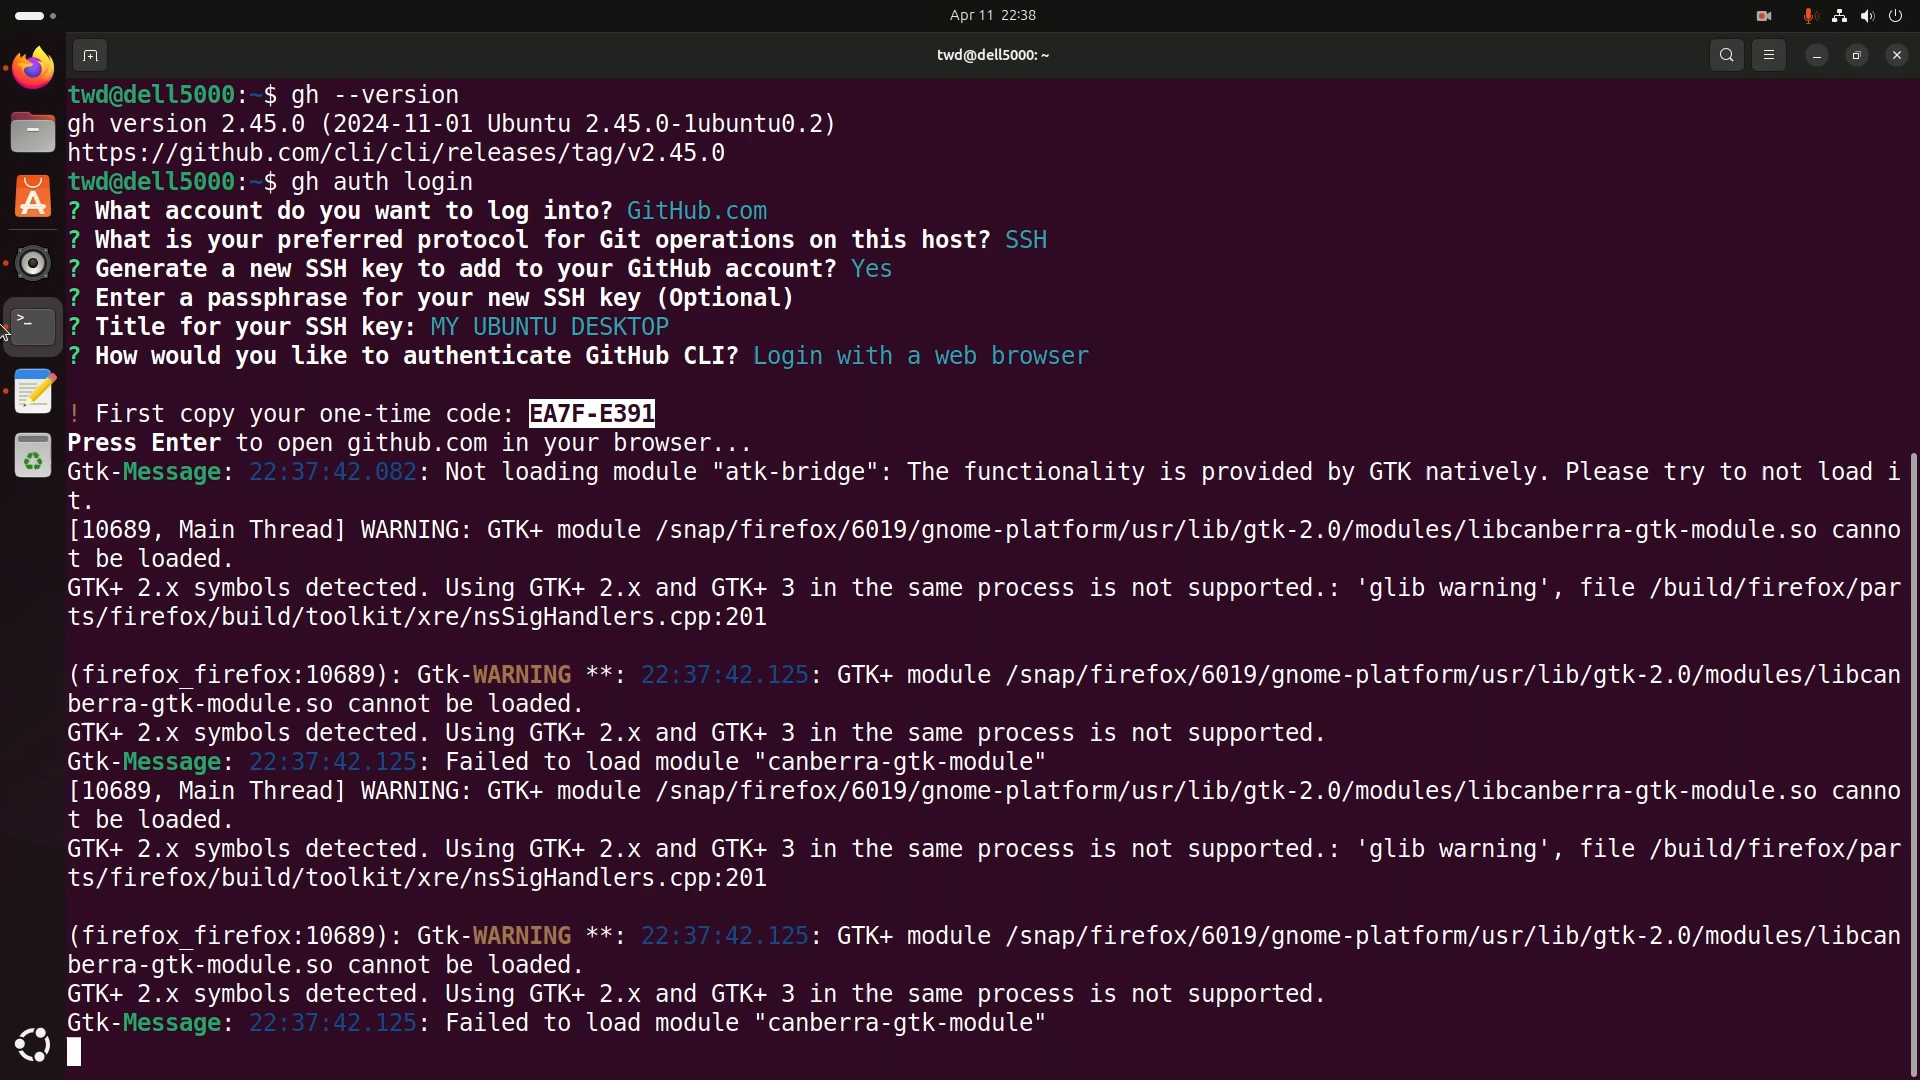 Apr 11 22:38
twd@dell5000: ~
twd@dell5000:~$ gh --version
gh version 2.45.0 (2024-11-01 Ubuntu 2.45.0-1ubuntu0.2)
https://github.com/cli/cli/releases/tag/v2.45.0
twd@dell5000:~$ gh auth login
? What account do you want to log into? GitHub.com
? What is your preferred protocol for Git operations on this host? SSH
? Generate a new SSH key to add to your GitHub account? Yes
? Enter a passphrase for your new SSH key (Optional)
? Title for your SSH key: MY UBUNTU DESKTOP
? How would you like to authenticate GitHub CLI? Login with a web browser
! First copy your one-time code: EA7F-E391
Press Enter to open github.com in your browser...
Gtk-Message: 22:37:42.082: Not loading module "atk-bridge": The functionality is provided by GTK natively. Please try to not load i
t.
[10689, Main Thread] WARNING: GTK+ module /snap/firefox/6019/gnome-platform/usr/lib/gtk-2.0/modules/libcanberra-gtk-module.so canno
t be loaded.
GTK+ 2.x symbols detected. Using GTK+ 2.x and GTK+ 3 in the same process is not supported.: 'glib warning', file /build/firefox/par
ts/firefox/build/toolkit/xre/nsSigHandlers.cpp:201
(firefox_firefox:10689): Gtk-WARNING **: 22:37:42.125: GTK+ module /snap/firefox/6019/gnome-platform/usr/lib/gtk-2.0/modules/libcan
berra-gtk-module.so cannot be loaded.
GTK+ 2.x symbols detected. Using GTK+ 2.x and GTK+ 3 in the same process is not supported.
Gtk-Message: 22:37:42.125: Failed to load module "canberra-gtk-module"
[10689, Main Thread] WARNING: GTK+ module /snap/firefox/6019/gnome-platform/usr/lib/gtk-2.0/modules/libcanberra-gtk-module.so canno
t be loaded.
GTK+ 2.x symbols detected. Using GTK+ 2.x and GTK+ 3 in the same process is not supported.: 'glib warning', file /build/firefox/par
ts/firefox/build/toolkit/xre/nsSigHandlers.cpp:201
(firefox_firefox:10689): Gtk-WARNING **: 22:37:42.125: GTK+ module /snap/firefox/6019/gnome-platform/usr/lib/gtk-2.0/modules/libcan
berra-gtk-module.so cannot be loaded.
GTK+ 2.x symbols detected. Using GTK+ 2.x and GTK+ 3 in the same process is not supported.
Gtk-Message: 22:37:42.125: Failed to load module "canberra-gtk-module"